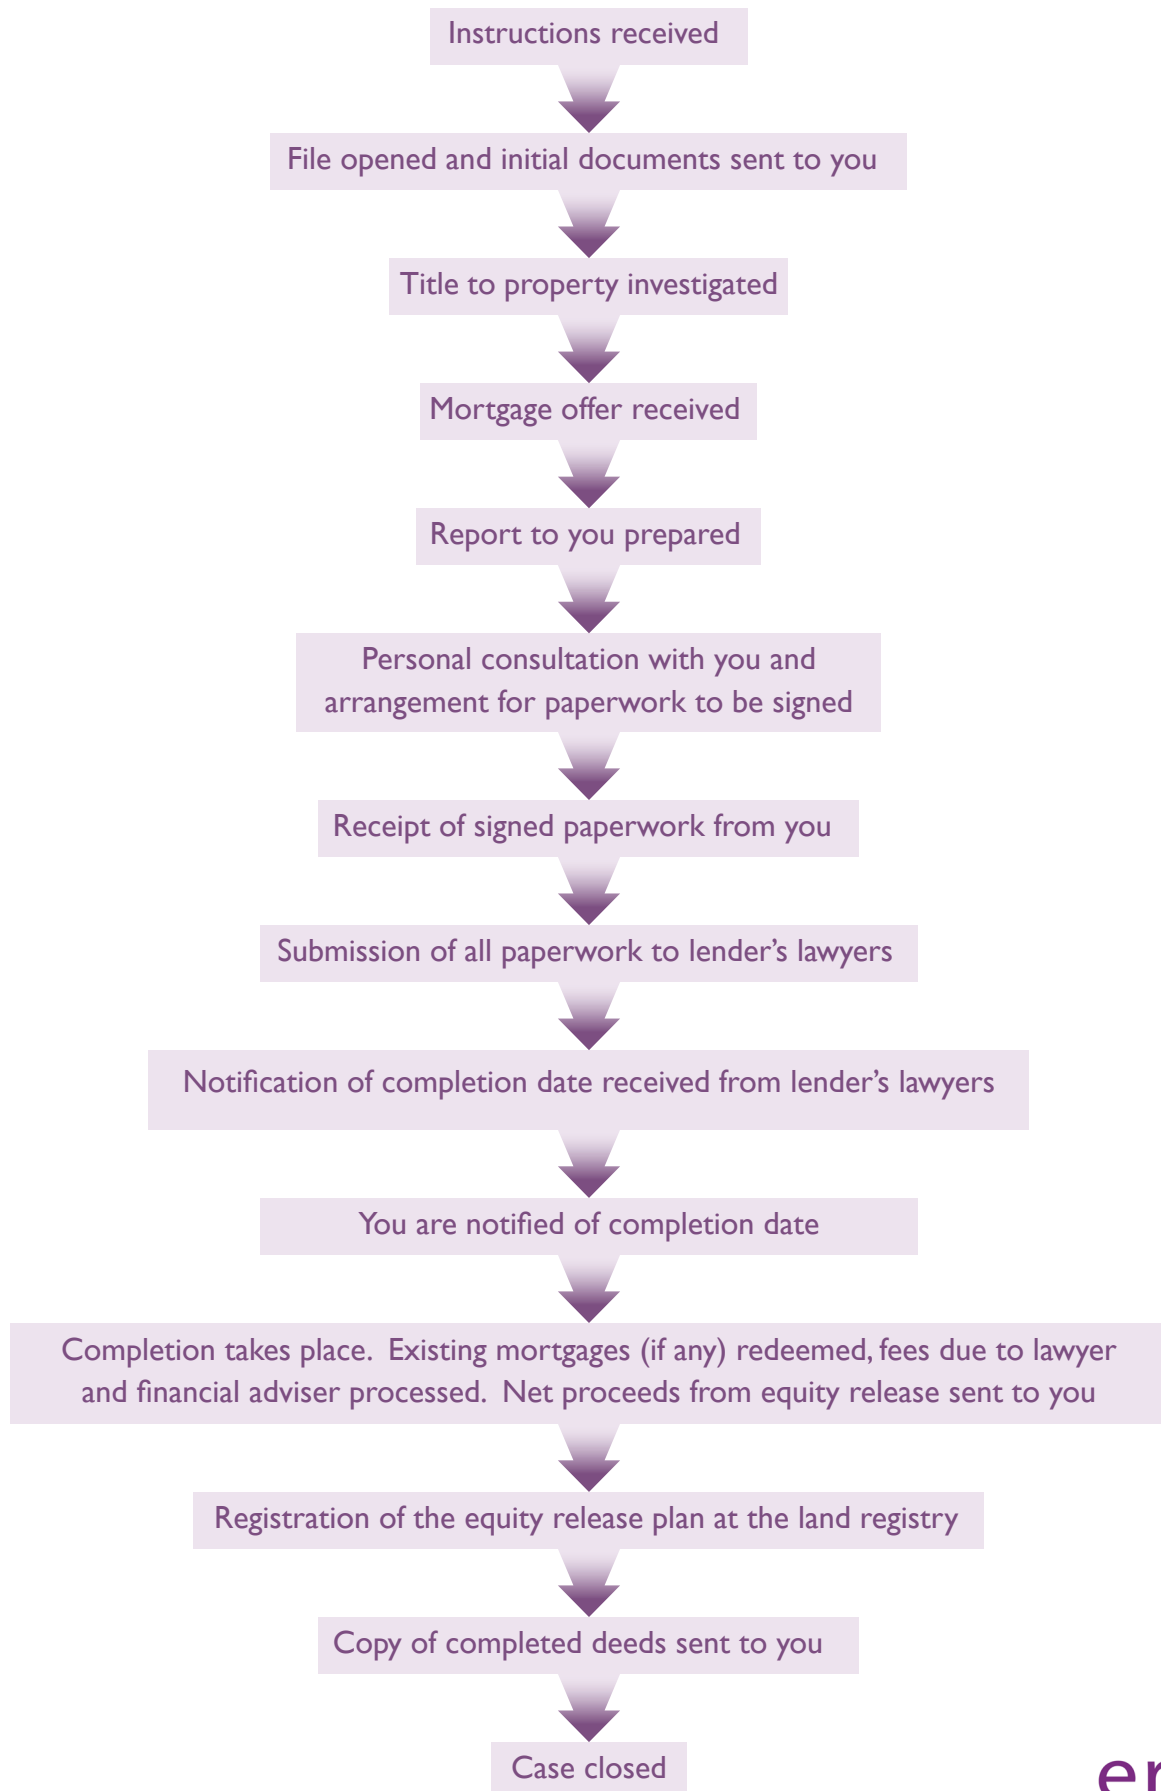 Instructions received
File opened and initial documents sent to you
Title to property investigated
Mortgage offer received
Report to you prepared
Personal consultation with you and
arrangement for paperwork to be signed
Receipt of signed paperwork from you
Submission of all paperwork to lender’s lawyers
Notification of completion date received from lender’s lawyers
You are notified of completion date
Completion takes place.  Existing mortgages (if any) redeemed, fees due to lawyer
and financial adviser processed.  Net proceeds from equity release sent to you
Registration of the equity release plan at the land registry
Copy of completed deeds sent to you
Case closed